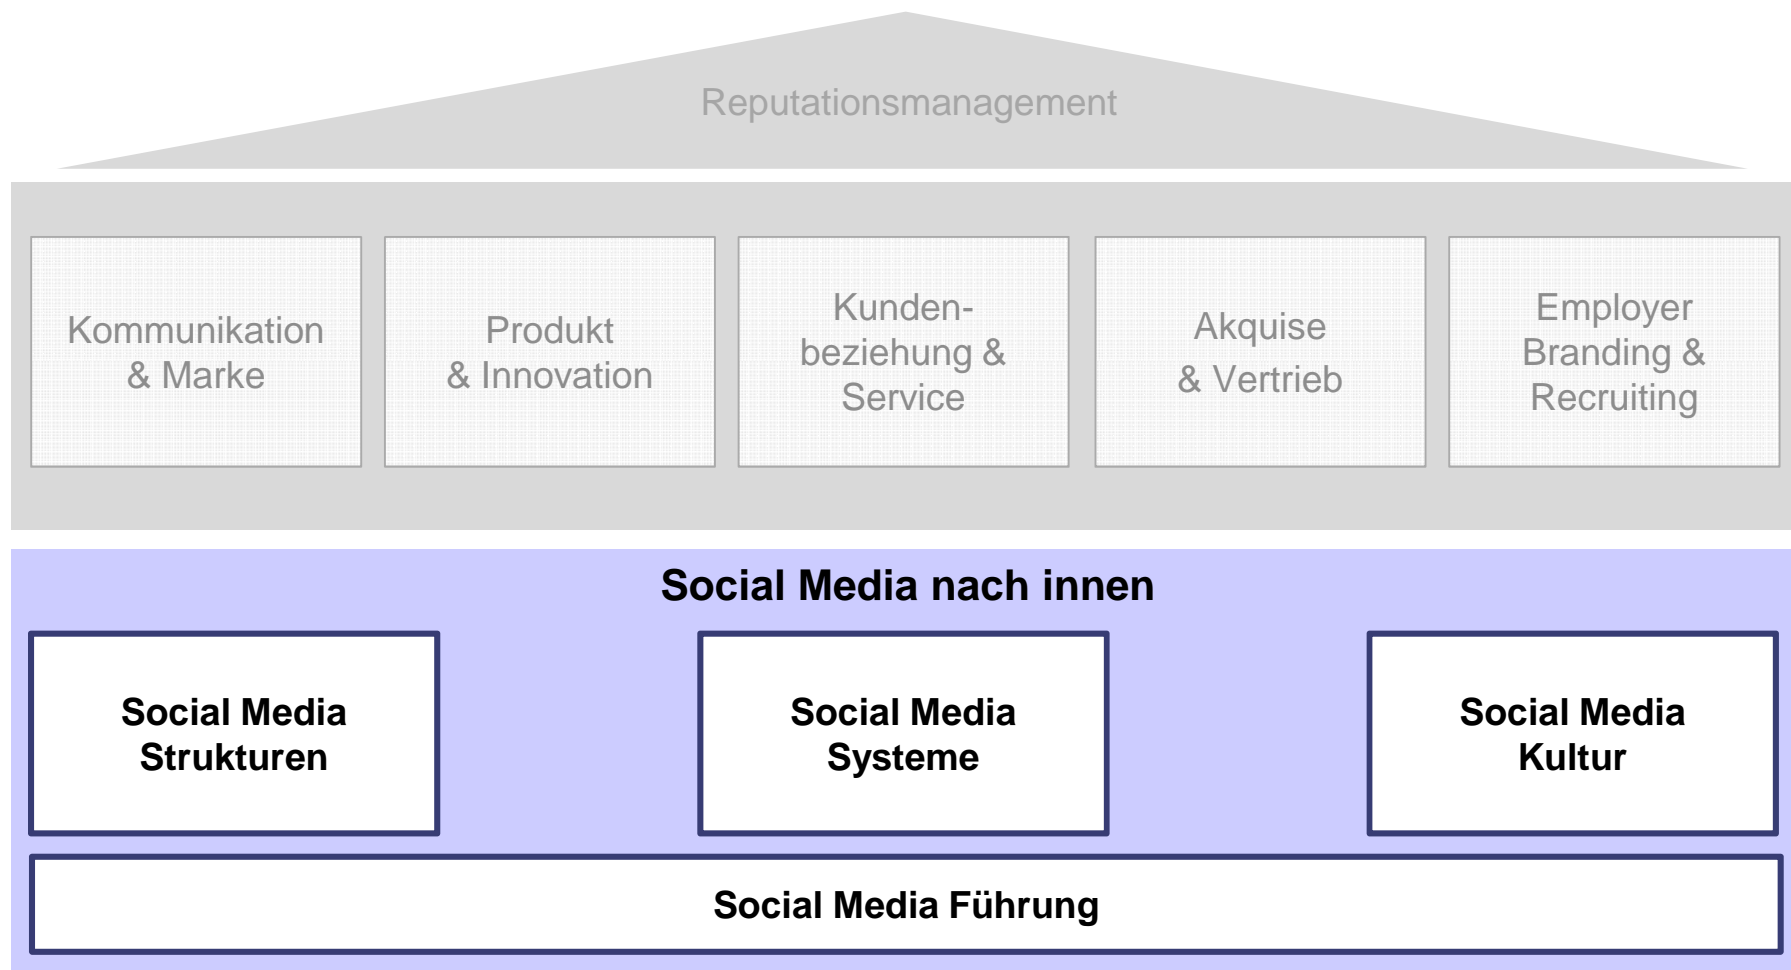 Reputationsmanagement
Kommunikation
& Marke
Produkt
& Innovation
Kunden-
beziehung &
Service
Akquise
& Vertrieb
Employer
Branding &
Recruiting
Social Media nach innen
Social Media
Strukturen
Social Media
Systeme
Social Media
Kultur
Social Media Führung